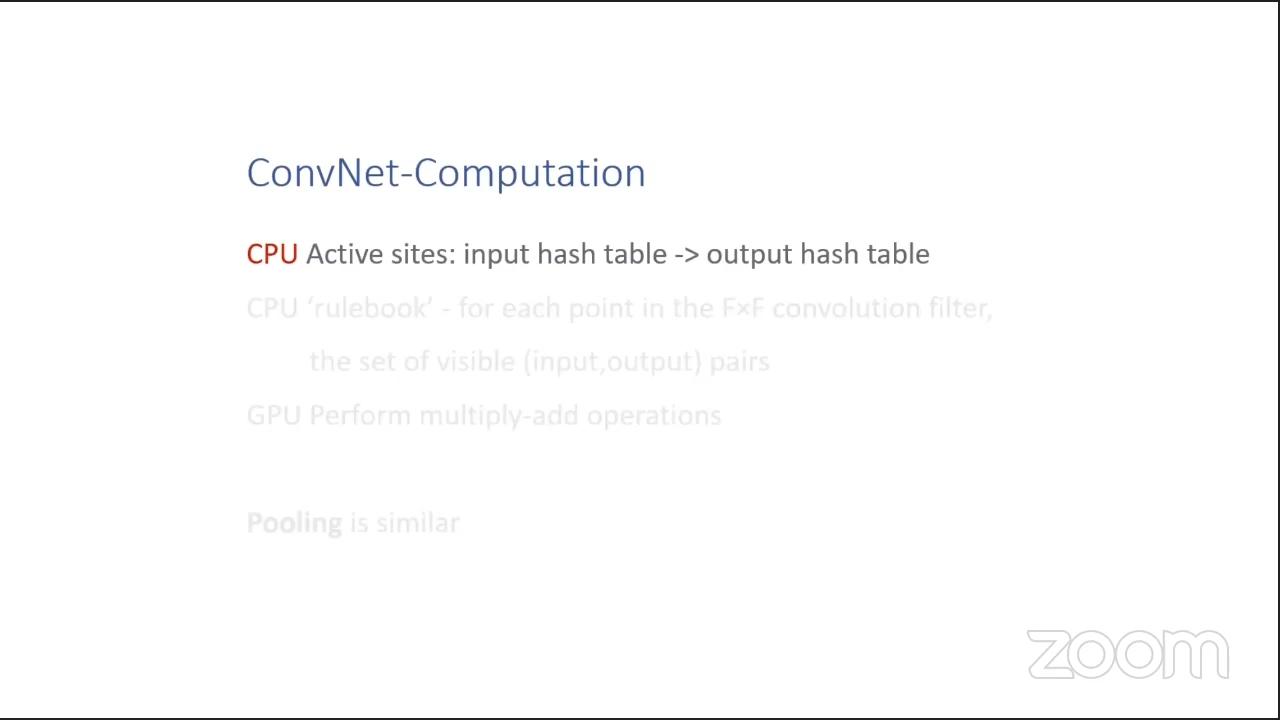 ConvNet-Computation
CPU Active sites: input hash table -> output hash table
CPU ‘rulebook’ - for each point in the F×F convolution filter,
the set of visible (input,output) pairs
GPU Perform multiply-add operations
Pooling is similar
zoom